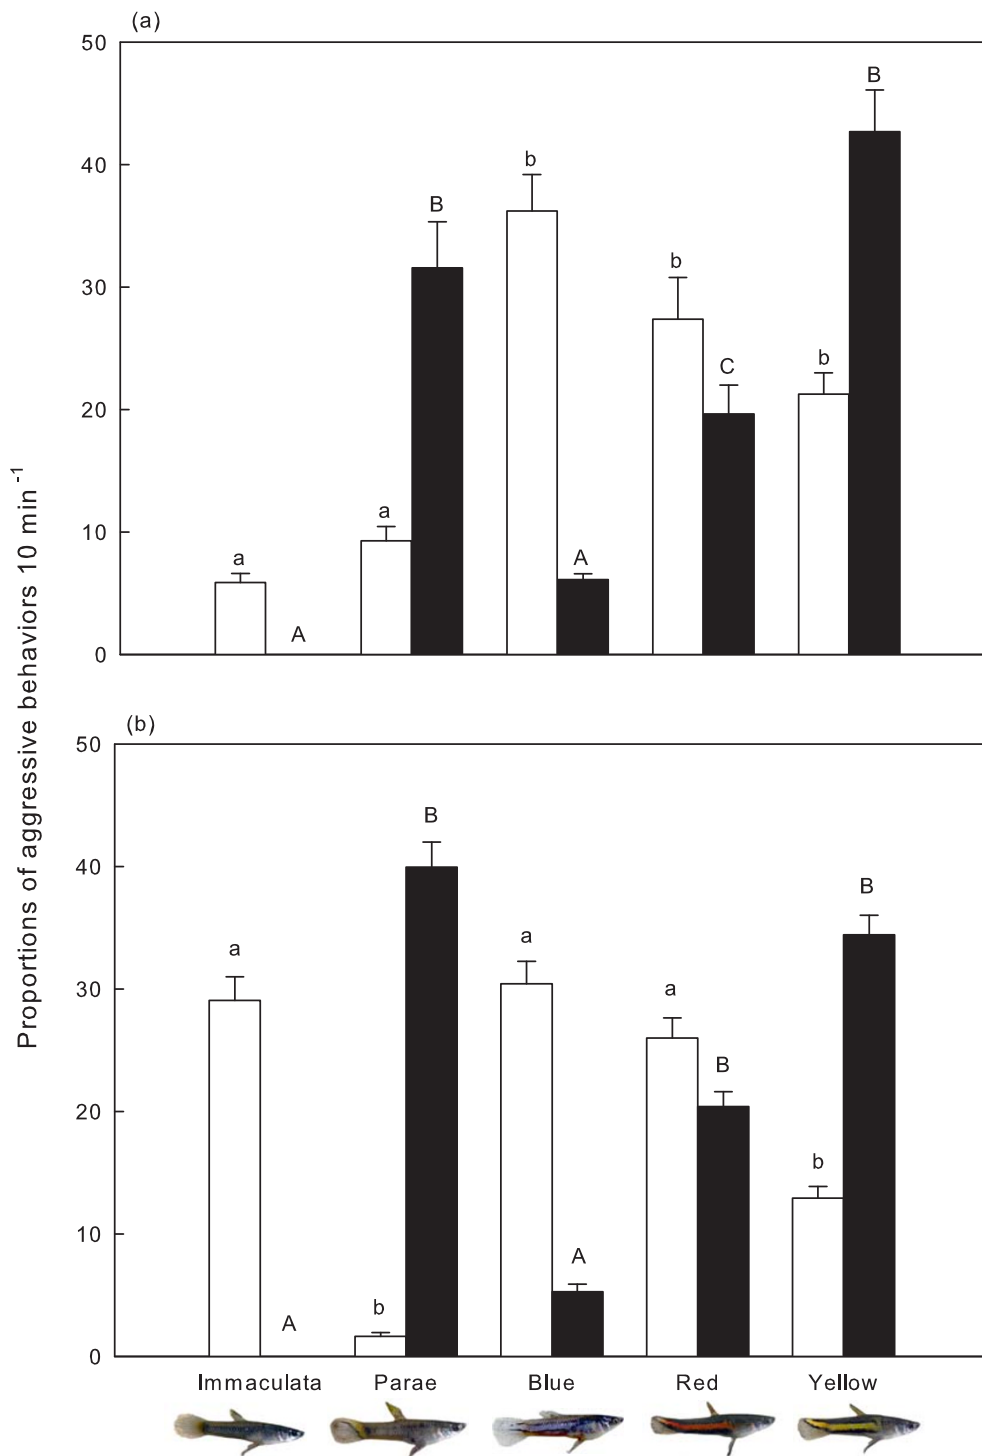 (a)
50
B
b
40
B
b
30
C
b
20
a
10
a
A
A
0
Proportions of aggressive behaviors 10 min⁻¹
(b)
50
B
40
B
a
a
a
30
B
20
b
10
A
b
A
0
Immaculata Parae Blue Red Yellow